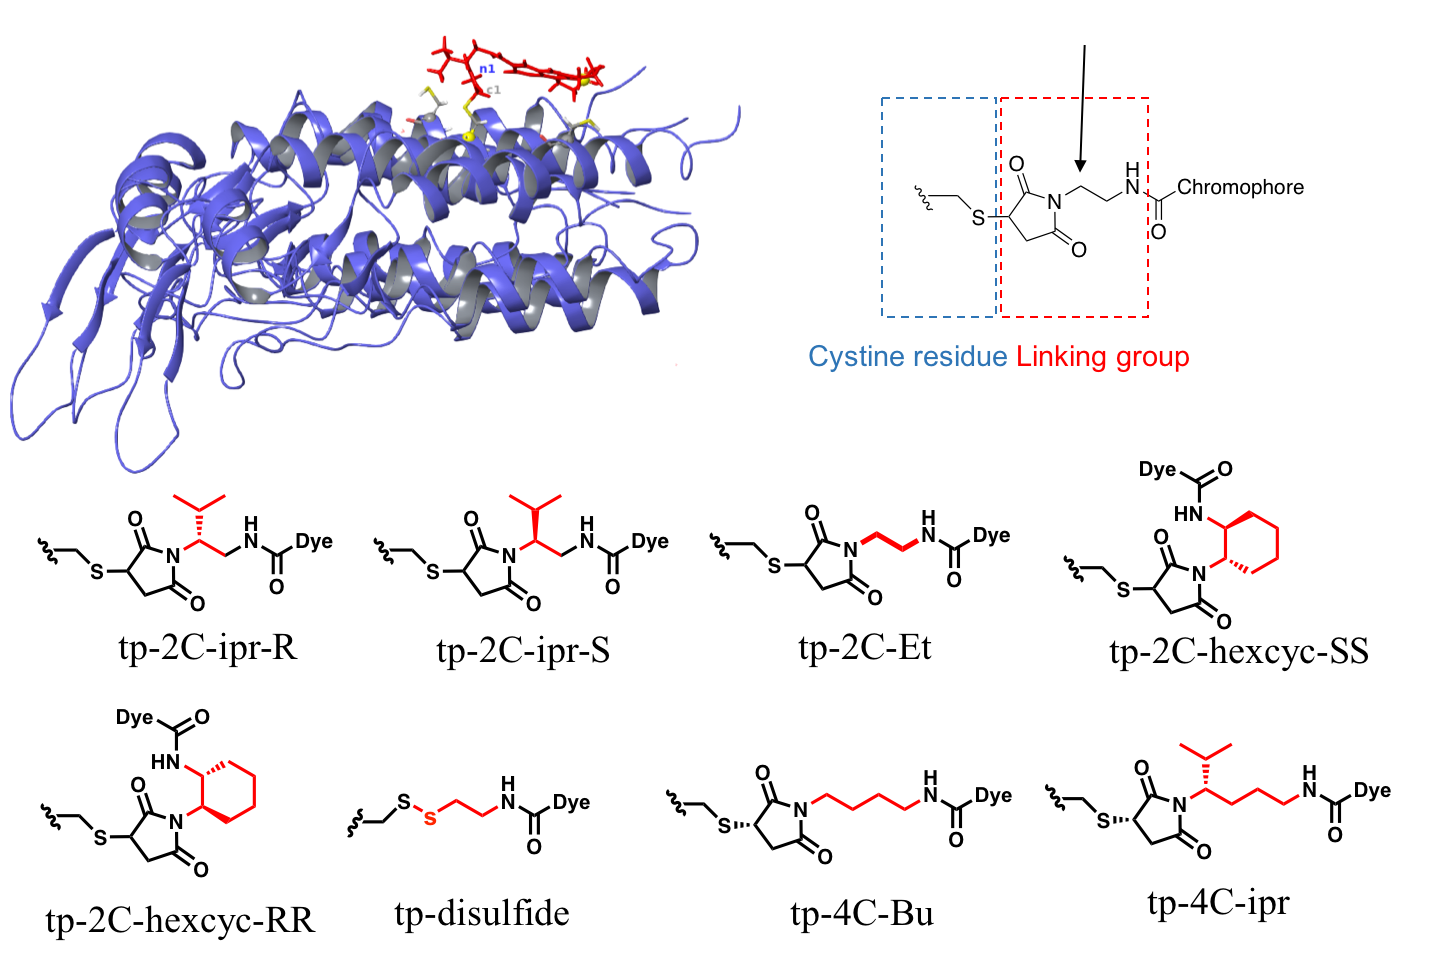 n1
c1
O
N
O
S
H
N
O
Chromophore
Cystine residue Linking group
O
N
O
S
H
N
O
Dye
tp-2C-ipr-R
O
N
O
S
H
N
O
Dye
tp-2C-ipr-S
O
N
O
S
H
N
O
Dye
tp-2C-Et
Dye
O
HN
O
N
S
O
tp-2C-hexcyc-SS
Dye
O
HN
O
N
S
O
tp-2C-hexcyc-RR
S
S
H
N
O
Dye
tp-disulfide
O
N
O
S
H
N
O
Dye
tp-4C-Bu
O
N
O
S
H
N
O
Dye
tp-4C-ipr